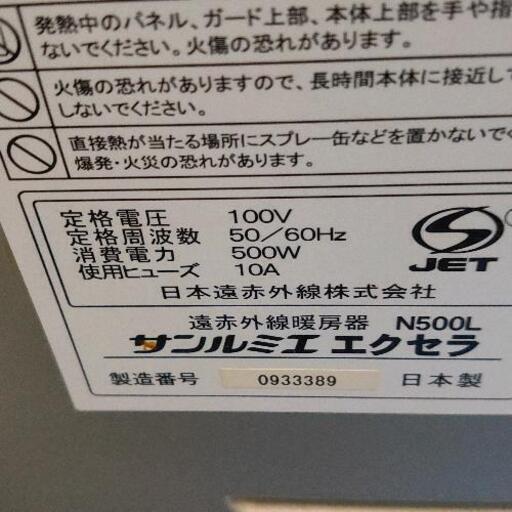 発熱中のパネル、ガード上部、本体上部を手や指
ないでください。火傷の恐れがあります。
火傷の恐れがありますので、長時間本体に接近して
しないでください。
直接熱が当たる場所にスプレー缶などを置かないでく
爆発・火災の恐れがあります。
定格電圧 100V
定格周波数 50／60Hz
消費電力 500W
使用ヒューズ 10A
JET
日本遠赤外線株式会社
遠赤外線暖房器 N500L
サンルミエ エクセラ
製造番号 0933389 日本製